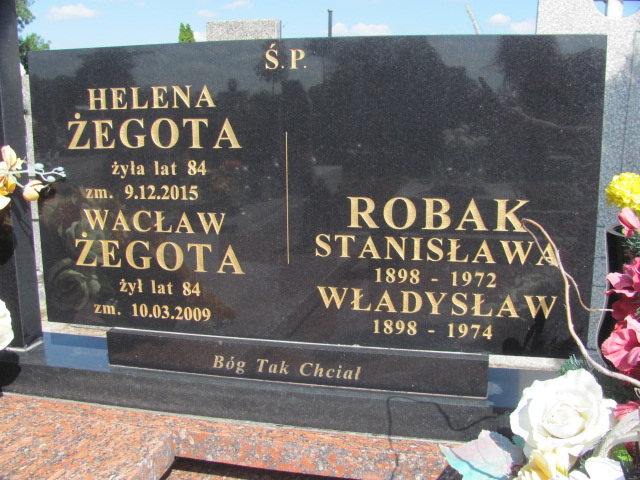 Ś.P.
HELENA
ŻEGOTA
żyła lat 84
zm. 9.12.2015
WACŁAW
ŻEGOTA
żył lat 84
zm. 10.03.2009
ROBAK
STANISŁAWA
1898 - 1972
WŁADYSŁAW
1898 - 1974
Bóg Tak Chciał